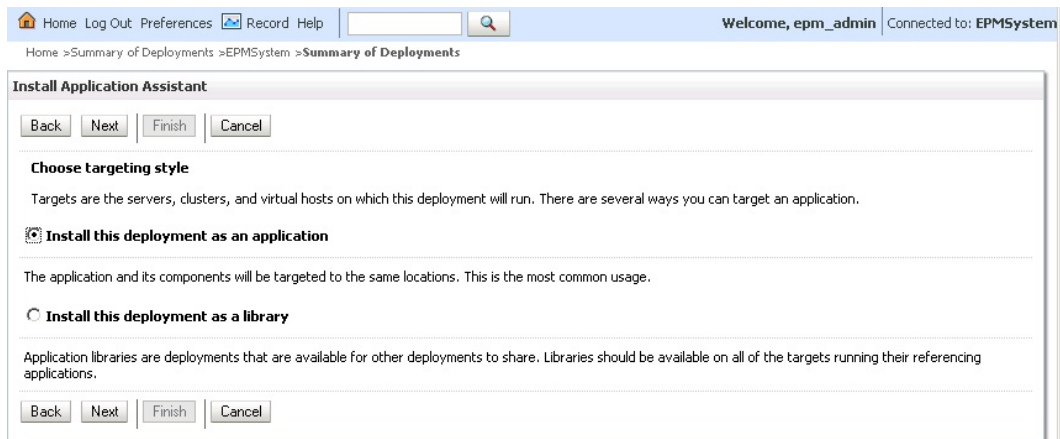 Home Log Out Preferences Record Help Welcome, epm_admin Connected to: EPMSystem
Home >Summary of Deployments >EPMSystem >Summary of Deployments
Install Application Assistant
Back Next Finish Cancel
Choose targeting style
Targets are the servers, clusters, and virtual hosts on which this deployment will run. There are several ways you can target an application.
Install this deployment as an application
The application and its components will be targeted to the same locations. This is the most common usage.
Install this deployment as a library
Application libraries are deployments that are available for other deployments to share. Libraries should be available on all of the targets running their referencing
applications.
Back Next Finish Cancel